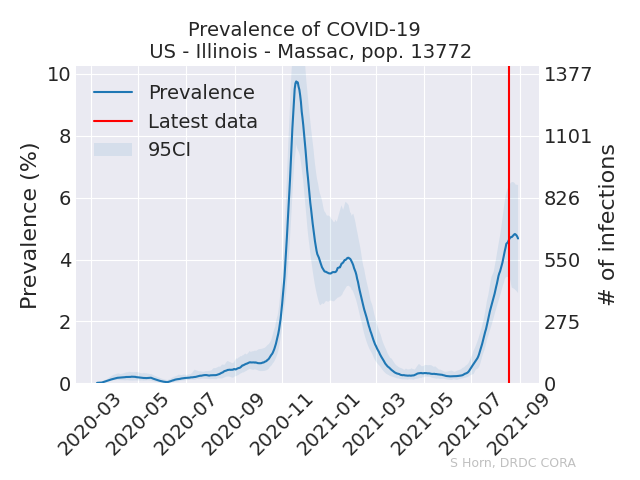 Prevalence of COVID-19
US - Illinois - Massac, pop. 13772
Prevalence
Latest data
95CI
Prevalence (%)
10
8
6
4
2
0
1377
1101
826
550
275
0
# of infections
2020-03
2020-05
2020-07
2020-09
2020-11
2021-01
2021-03
2021-05
2021-07
2021-09
S Horn, DRDC CORA